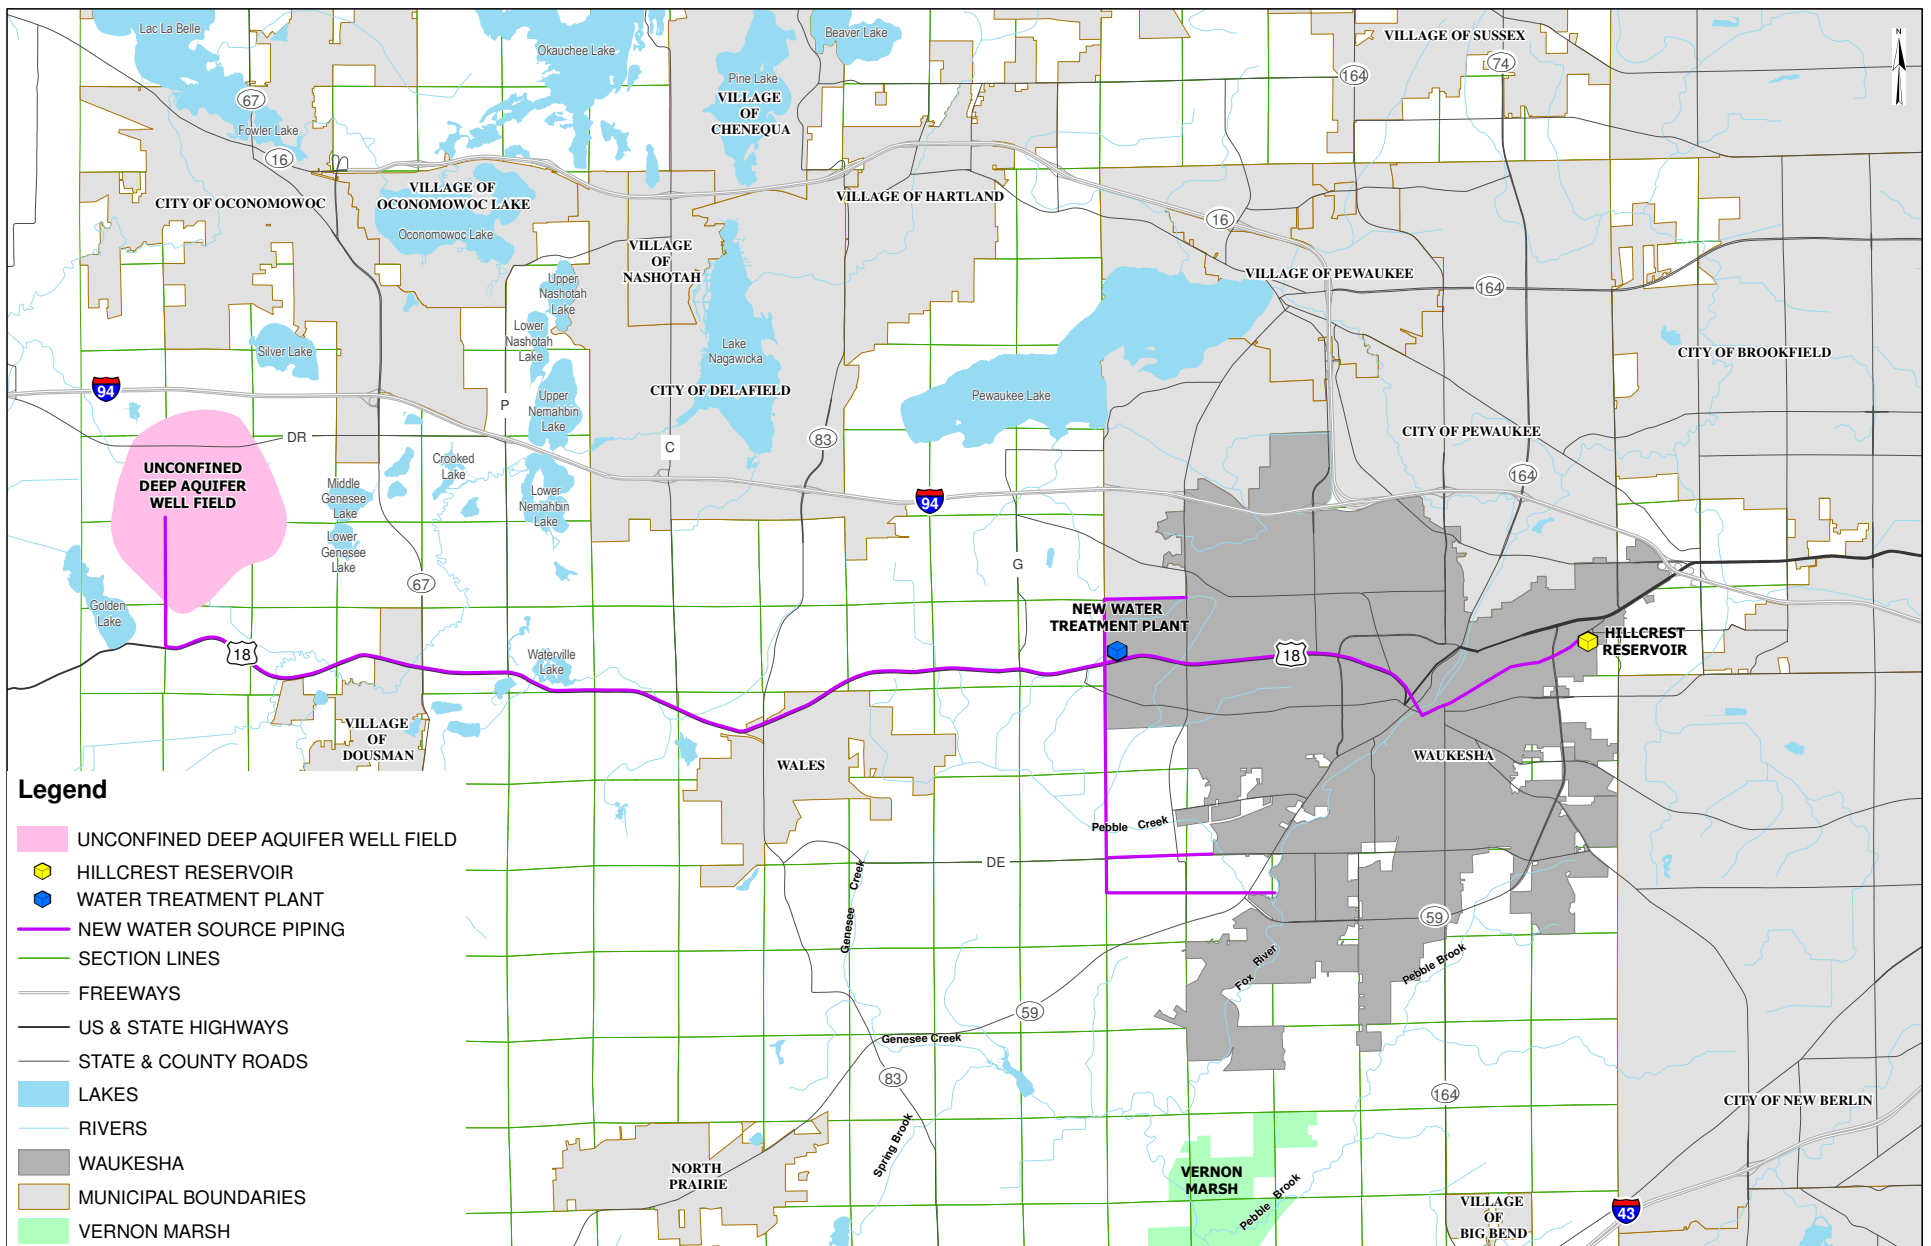 Lac La Belle
Okauchee Lake
Beaver Lake
VILLAGE OF SUSSEX
N
74
164
Pine Lake
VILLAGE
OF
CHENEQUA
67
Fowler Lake
16
VILLAGE OF
OCONOMOWOC LAKE
CITY OF OCONOMOWOC
VILLAGE OF HARTLAND
16
Oconomowoc Lake
VILLAGE
OF
NASHOTAH
VILLAGE OF PEWAUKEE
164
Upper
Nashotah
Lake
Lower
Nashotah
Lake
Silver Lake
Lake
Nagawicka
CITY OF BROOKFIELD
94
CITY OF DELAFIELD
Pewaukee Lake
P
Upper
Nemahbin
Lake
DR
C
83
CITY OF PEWAUKEE
164
UNCONFINED
DEEP AQUIFER
WELL FIELD
Crooked
Lake
Middle
Genesee
Lake
Lower
Nemahbin
Lake
94
Lower
Genesee
Lake
G
67
Golden
Lake
NEW WATER
TREATMENT PLANT
HILLCREST
RESERVOIR
18
18
Waterville
Lake
VILLAGE
OF
DOUSMAN
WALES
WAUKESHA
Pebble Creek
DE
Genesee Creek
59
Pebble Brook
Fox River
59
Genesee Creek
83
164
CITY OF NEW BERLIN
Spring Brook
NORTH
PRAIRIE
VERNON
MARSH
Pebble Brook
VILLAGE
OF
BIG BEND
43
Legend
UNCONFINED DEEP AQUIFER WELL FIELD
HILLCREST RESERVOIR
WATER TREATMENT PLANT
NEW WATER SOURCE PIPING
SECTION LINES
FREEWAYS
US & STATE HIGHWAYS
STATE & COUNTY ROADS
LAKES
RIVERS
WAUKESHA
MUNICIPAL BOUNDARIES
VERNON MARSH